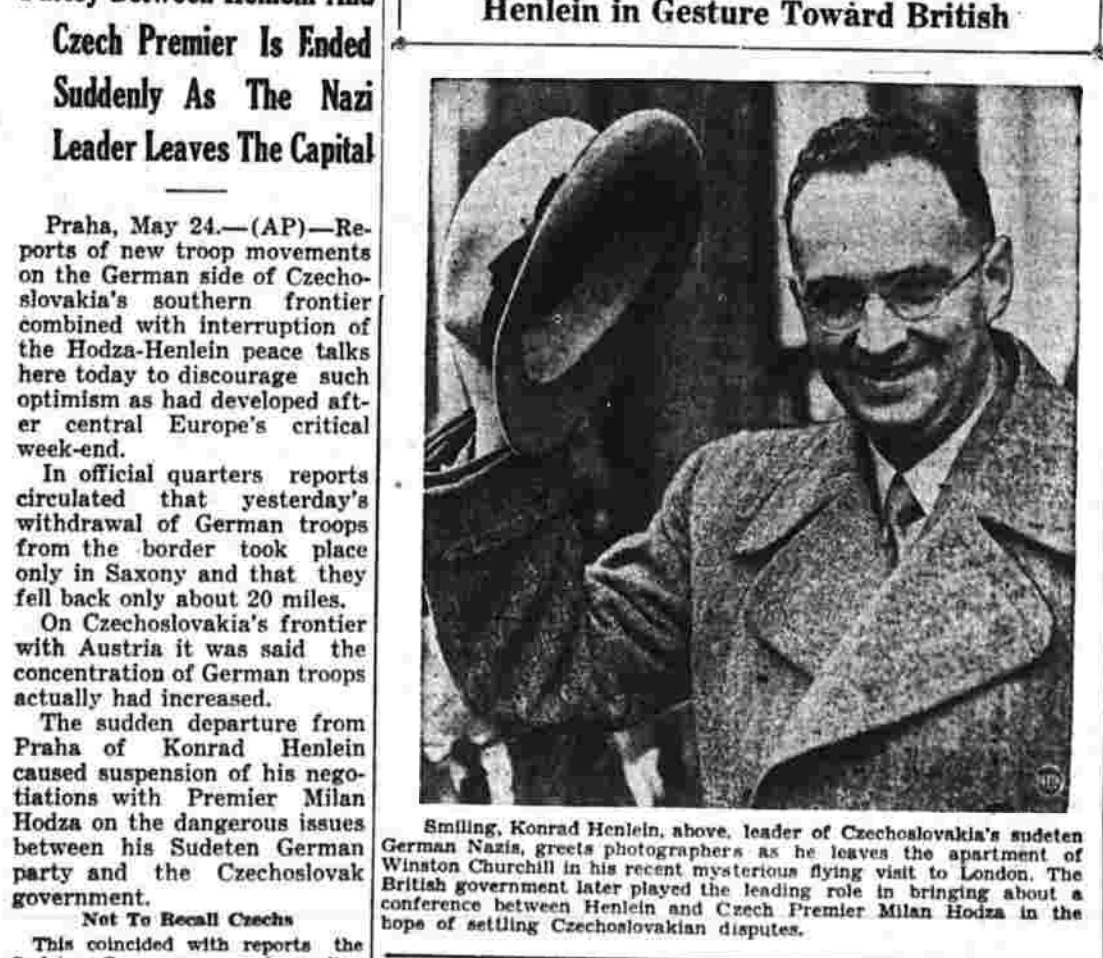 Czech Premier Is Ended
Suddenly As The Nazi
Leader Leaves The Capital
Praha, May 24.—(AP)—Re-
ports of new troop movements
on the German side of Czecho-
slovakia's southern frontier
combined with interruption of
the Hodza-Henlein peace talks
here today to discourage such
optimism as had developed aft-
er central Europe's critical
week-end.
In official quarters reports
circulated that yesterday's
withdrawal of German troops
from the border took place
only in Saxony and that they
fell back only about 20 miles.
On Czechoslovakia's frontier
with Austria it was said the
concentration of German troops
actually had increased.
The sudden departure from
Praha of Konrad Henlein
caused suspension of his nego-
tiations with Premier Milan
Hodza on the dangerous issues
between his Sudeten German
party and the Czechoslovak
government.
Not To Recall Czechs
This coincided with reports the
Henlein in Gesture Toward British
Smiling, Konrad Henlein, above, leader of Czechoslovakia's sudeten
German Nazis, greets photographers as he leaves the apartment of
Winston Churchill in his recent mysterious flying visit to London. The
British government later played the leading role in bringing about a
conference between Henlein and Czech Premier Milan Hodza in the
hope of settling Czechoslovakian disputes.